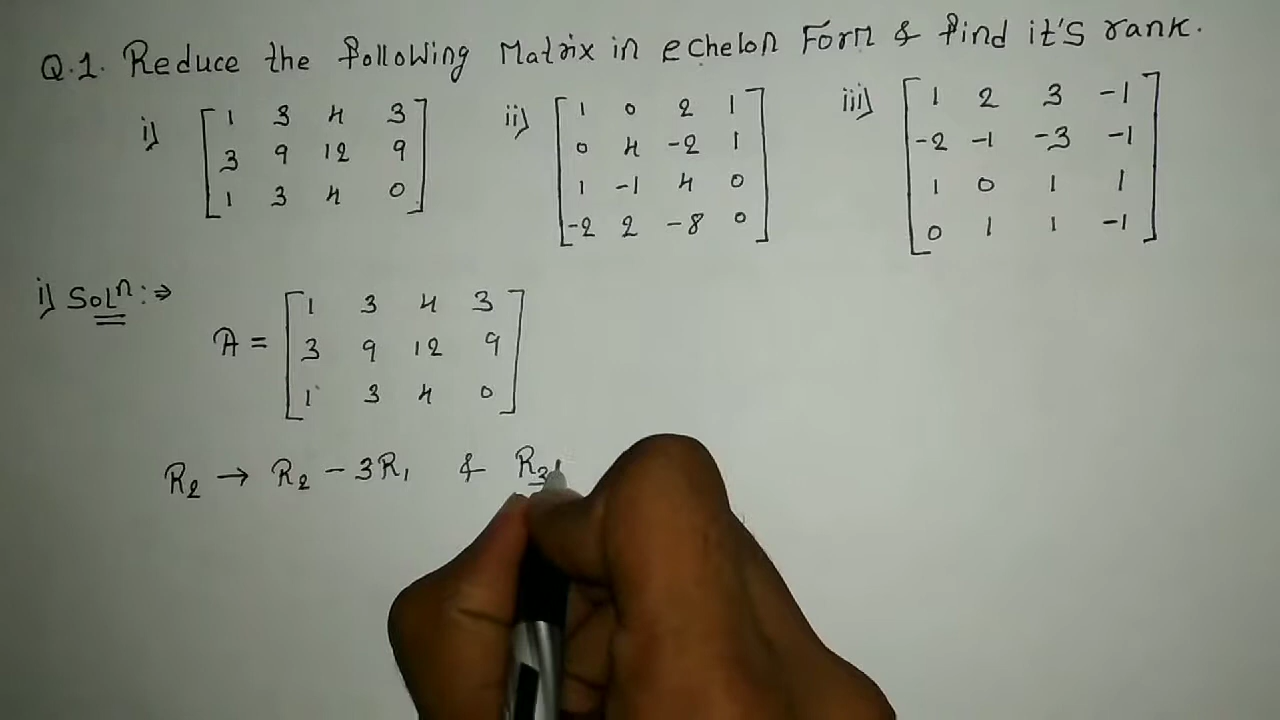 Q.1. Reduce the following Matrix in echelon Form & find it's rank.
i) [1 3 4 3
3 9 12 9
1 3 4 0]
ii) [1 0 2 1
0 4 -2 1
1 -1 4 0
-2 2 -8 0]
iii) [1 2 3 -1
-2 -1 -3 -1
1 0 1 1
0 1 1 -1]
i) SoLⁿ :⇒
A = [1 3 4 3
3 9 12 9
1 3 4 0]
R₂ → R₂ - 3R₁ & R₃